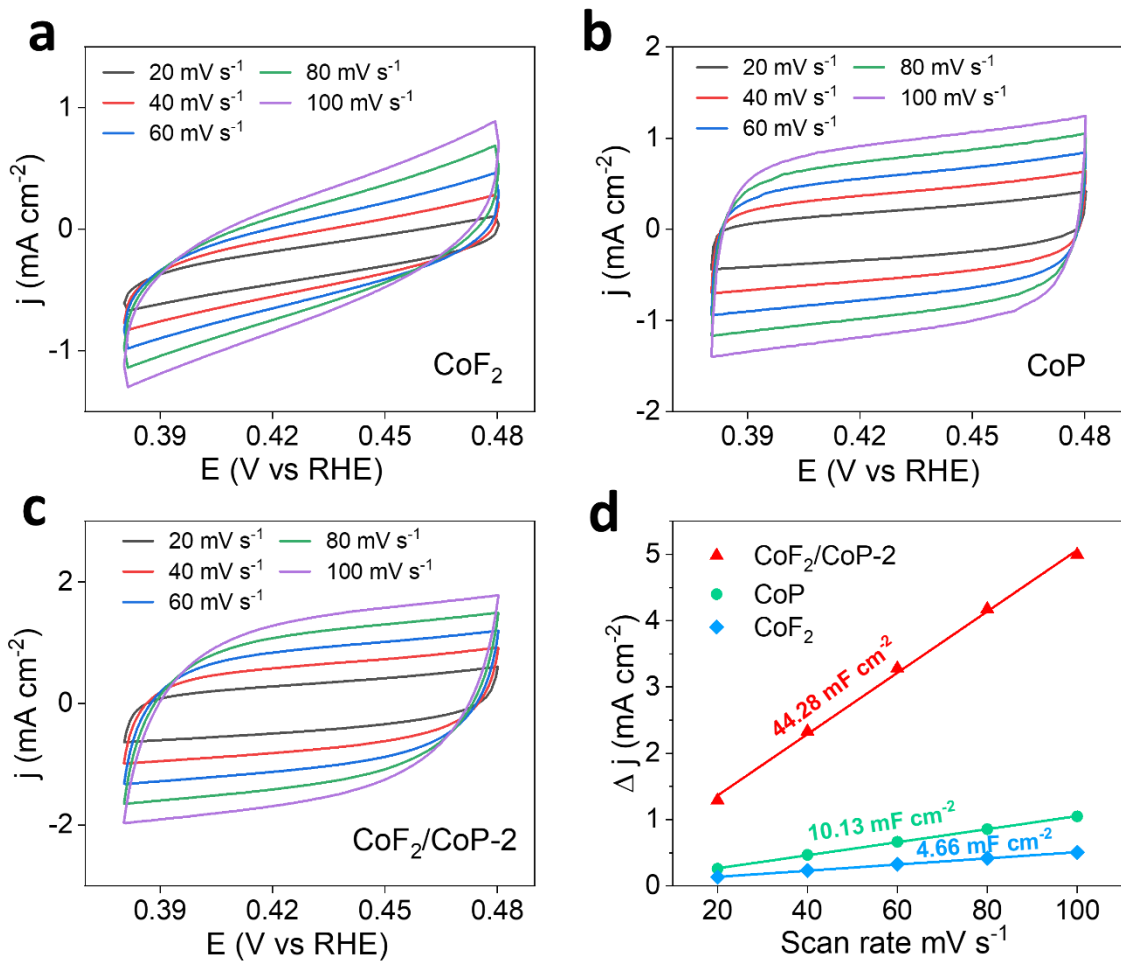 a
20 mV s⁻¹
80 mV s⁻¹
40 mV s⁻¹
100 mV s⁻¹
60 mV s⁻¹
1
0
-1
j (mA cm⁻²)
CoF₂
0.39
0.42
0.45
0.48
E (V vs RHE)
b
20 mV s⁻¹
80 mV s⁻¹
40 mV s⁻¹
100 mV s⁻¹
60 mV s⁻¹
2
1
0
-1
-2
j (mA cm⁻²)
CoP
0.39
0.42
0.45
0.48
E (V vs RHE)
c
20 mV s⁻¹
80 mV s⁻¹
40 mV s⁻¹
100 mV s⁻¹
60 mV s⁻¹
2
0
-2
j (mA cm⁻²)
CoF₂/CoP-2
0.39
0.42
0.45
0.48
E (V vs RHE)
d
CoF₂/CoP-2
CoP
CoF₂
5
4
3
2
1
0
Δ j (mA cm⁻²)
44.28 mF cm⁻²
10.13 mF cm⁻²
4.66 mF cm⁻²
20
40
60
80
100
Scan rate mV s⁻¹